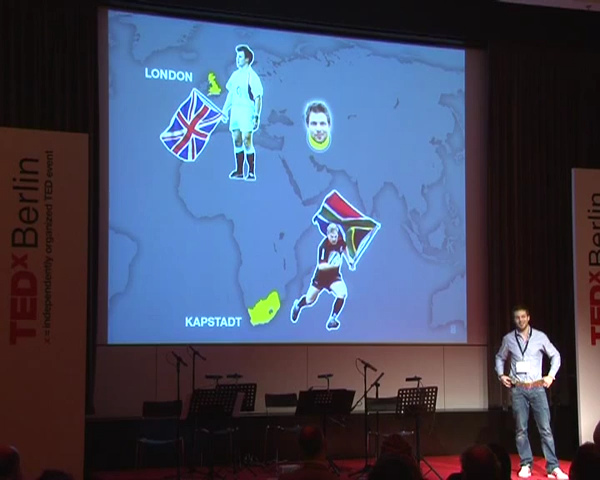 LONDON
KAPSTADT
TEDxBerlin
x = independently organized TED event
TEDxBerlin